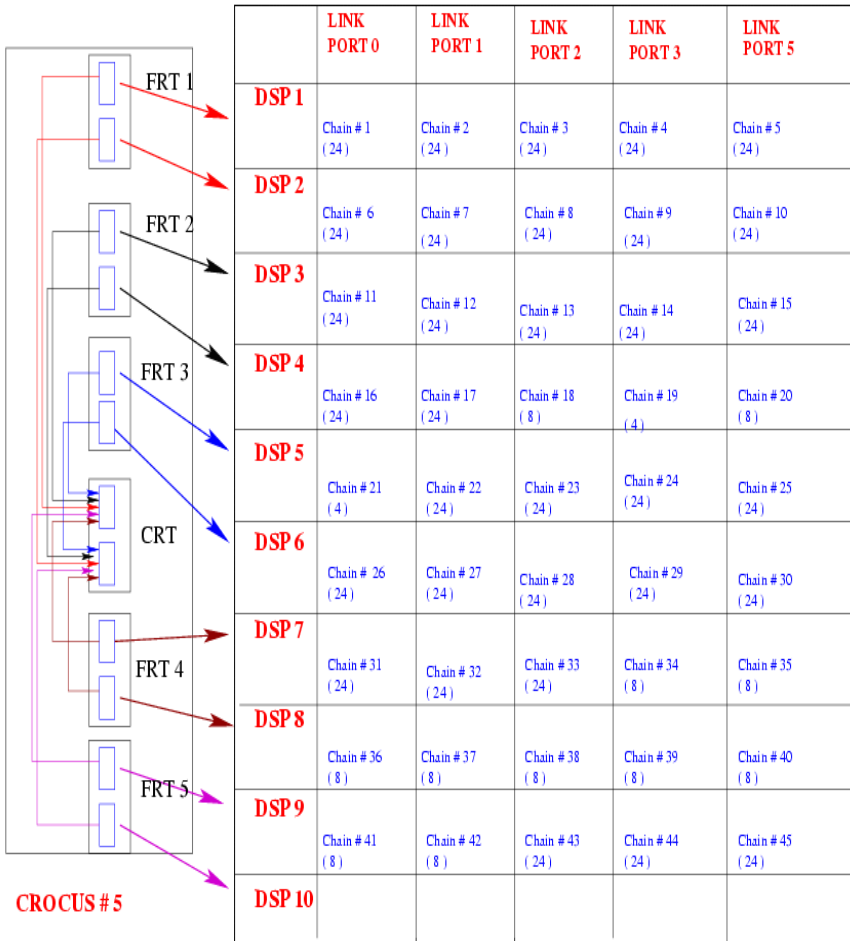 LINK PORT 0 LINK PORT 1 LINK PORT 2 LINK PORT 3 LINK PORT 5
FRT 1
DSP 1
Chain # 1 Chain # 2 Chain # 3 Chain # 4 Chain # 5
( 24 ) ( 24 ) ( 24 ) ( 24 ) ( 24 )
DSP 2
FRT 2
Chain # 6 Chain # 7 Chain # 8 Chain # 9 Chain # 10
( 24 ) ( 24 ) ( 24 ) ( 24 ) ( 24 )
DSP 3
Chain # 11 Chain # 12 Chain # 13 Chain # 14 Chain # 15
( 24 ) ( 24 ) ( 24 ) ( 24 ) ( 24 )
DSP 4
FRT 3
Chain # 16 Chain # 17 Chain # 18 Chain # 19 Chain # 20
( 24 ) ( 24 ) ( 8 ) ( 4 ) ( 8 )
DSP 5
Chain # 21 Chain # 22 Chain # 23 Chain # 24 Chain # 25
( 4 ) ( 24 ) ( 24 ) ( 24 ) ( 24 )
CRT
DSP 6
Chain # 26 Chain # 27 Chain # 28 Chain # 29 Chain # 30
( 24 ) ( 24 ) ( 24 ) ( 24 ) ( 24 )
DSP 7
FRT 4
Chain # 31 Chain # 32 Chain # 33 Chain # 34 Chain # 35
( 24 ) ( 24 ) ( 24 ) ( 8 ) ( 8 )
DSP 8
Chain # 36 Chain # 37 Chain # 38 Chain # 39 Chain # 40
( 8 ) ( 8 ) ( 8 ) ( 8 ) ( 8 )
FRT 5
DSP 9
Chain # 41 Chain # 42 Chain # 43 Chain # 44 Chain # 45
( 8 ) ( 8 ) ( 24 ) ( 24 ) ( 24 )
CROCUS # 5
DSP 10